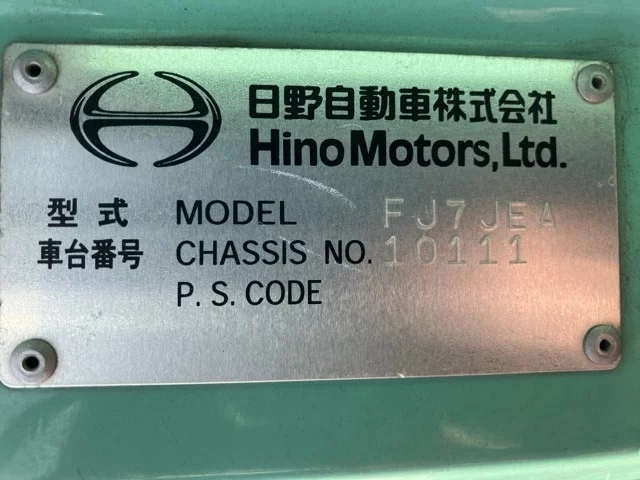 日野自動車株式会社
Hino Motors, Ltd.
型式 MODEL FJ7JEA
車台番号 CHASSIS NO. 10111
P. S. CODE